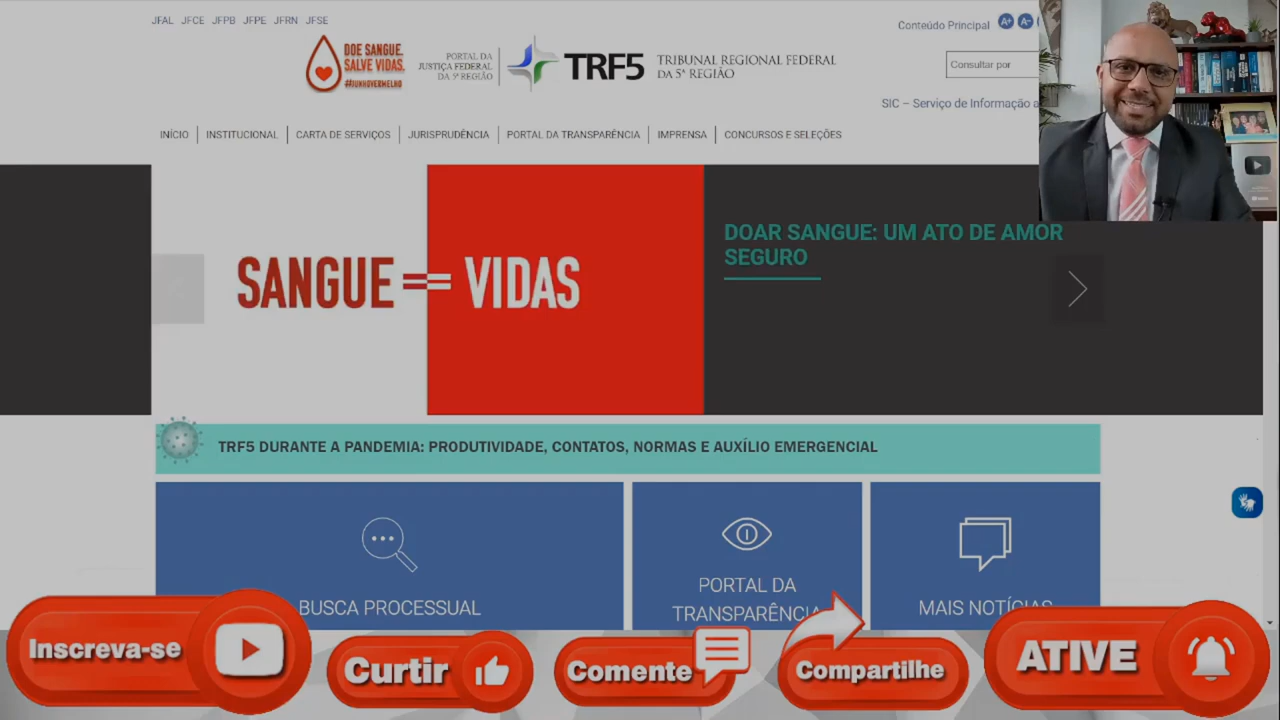 JFAL JFCE JFPB JFPE JFRN JFSE
Conteúdo Principal A+ A-
DOE SANGUE.
SALVE VIDAS.
#JUNHOVERMELHO
PORTAL DA
JUSTIÇA FEDERAL
DA 5ª REGIÃO
TRF5
TRIBUNAL REGIONAL FEDERAL
DA 5ª REGIÃO
Consultar por
SIC – Serviço de Informação a
INÍCIO INSTITUCIONAL CARTA DE SERVIÇOS JURISPRUDÊNCIA PORTAL DA TRANSPARÊNCIA IMPRENSA CONCURSOS E SELEÇÕES
SANGUE = VIDAS
DOAR SANGUE: UM ATO DE AMOR
SEGURO
TRF5 DURANTE A PANDEMIA: PRODUTIVIDADE, CONTATOS, NORMAS E AUXÍLIO EMERGENCIAL
BUSCA PROCESSUAL
PORTAL DA
TRANSPARÊNCIA
MAIS NOTÍCIAS
Inscreva-se
Curtir
Comente
Compartilhe
ATIVE